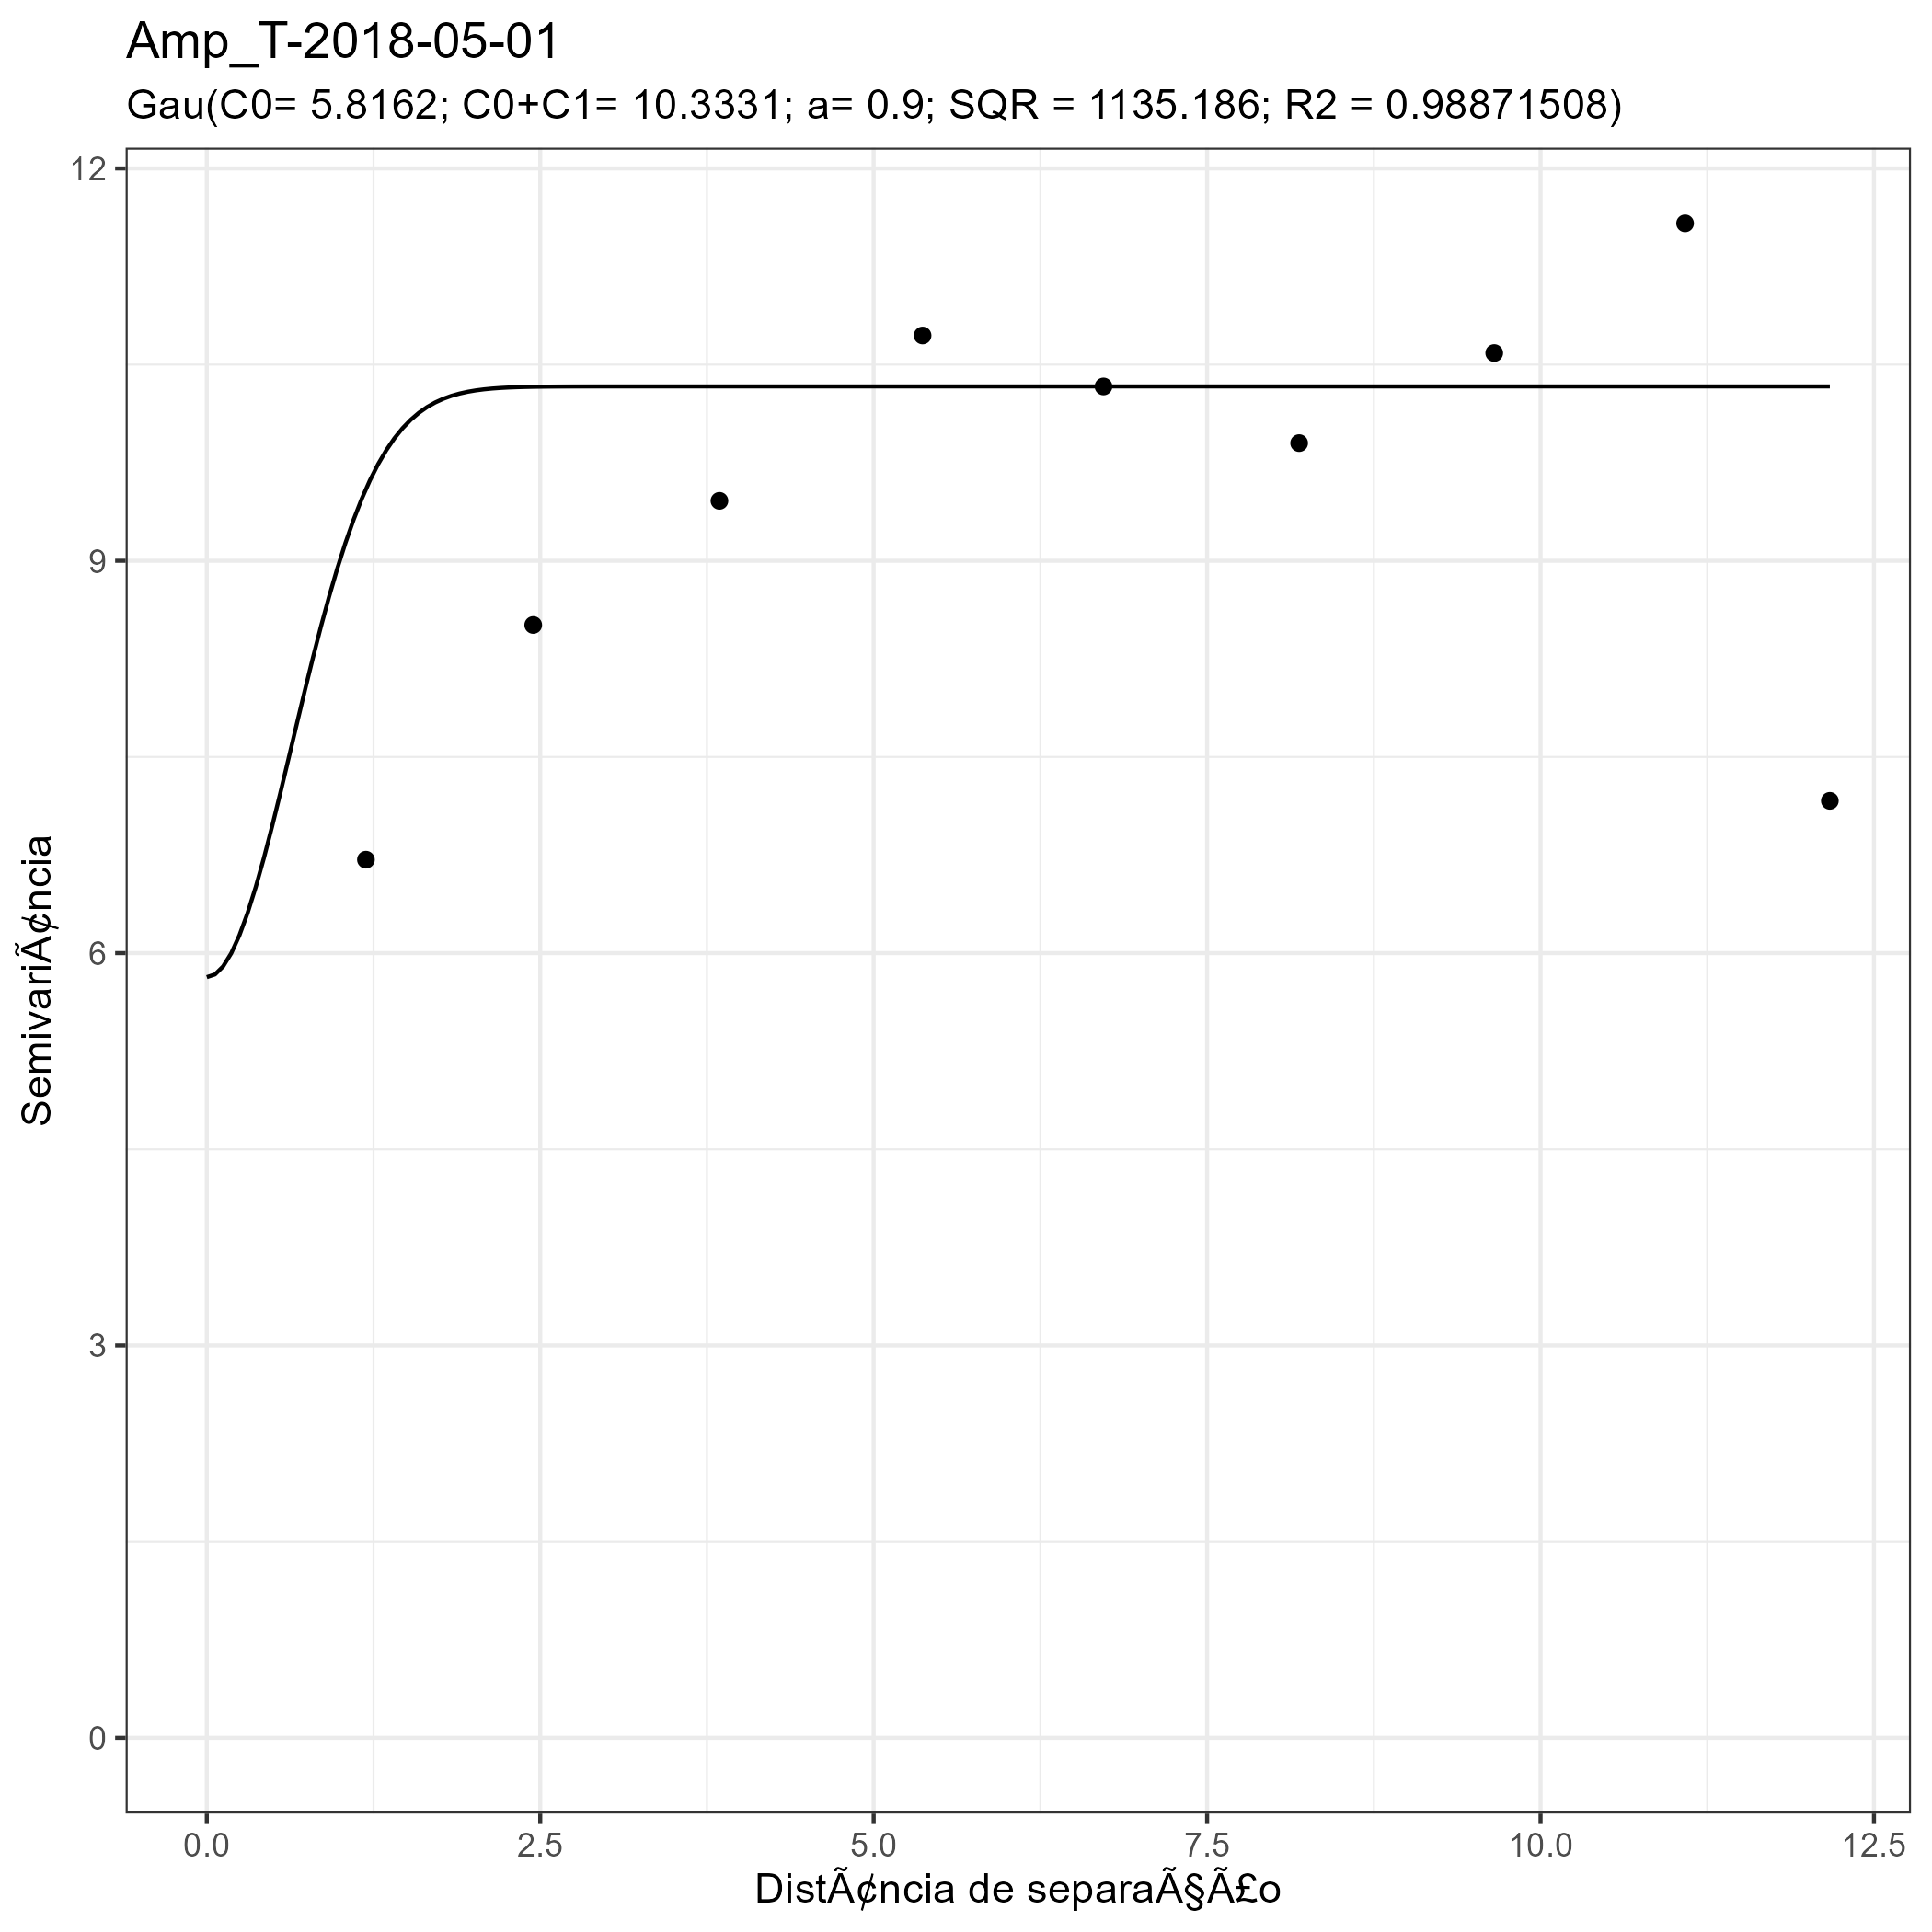 Amp_T-2018-05-01
Gau(C0= 5.8162; C0+C1= 10.3331; a= 0.9; SQR = 1135.186; R2 = 0.98871508)
12
9
6
3
0
SemivariÃ¢ncia
0.0 2.5 5.0 7.5 10.0 12.5
DistÃ¢ncia de separaÃ§Ã£o